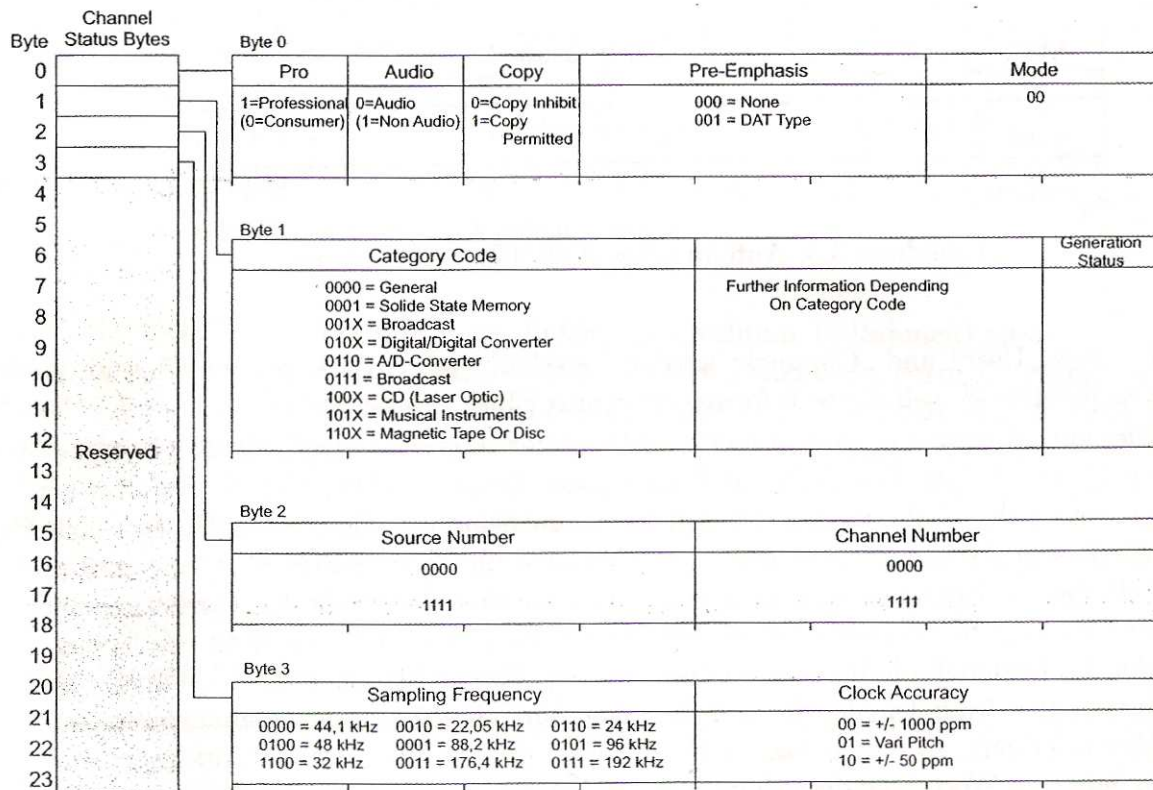 Channel
Byte Status Bytes
0
1
2
3
4
5
6
7
8
9
10
11
12
Reserved
13
14
15
16
17
18
19
20
21
22
23
Byte 0
Pro Audio Copy Pre-Emphasis Mode
1=Professional 0=Audio 0=Copy Inhibit 000 = None 00
(0=Consumer) (1=Non Audio) 1=Copy 001 = DAT Type
Permitted
Byte 1
Category Code
Generation
Status
0000 = General
0001 = Solide State Memory
001X = Broadcast
010X = Digital/Digital Converter
0110 = A/D-Converter
0111 = Broadcast
100X = CD (Laser Optic)
101X = Musical Instruments
110X = Magnetic Tape Or Disc
Further Information Depending
On Category Code
Byte 2
Source Number Channel Number
0000 0000
1111 1111
Byte 3
Sampling Frequency Clock Accuracy
0000 = 44,1 kHz 0010 = 22,05 kHz 0110 = 24 kHz 00 = +/- 1000 ppm
0100 = 48 kHz 0001 = 88,2 kHz 0101 = 96 kHz 01 = Vari Pitch
1100 = 32 kHz 0011 = 176,4 kHz 0111 = 192 kHz 10 = +/- 50 ppm